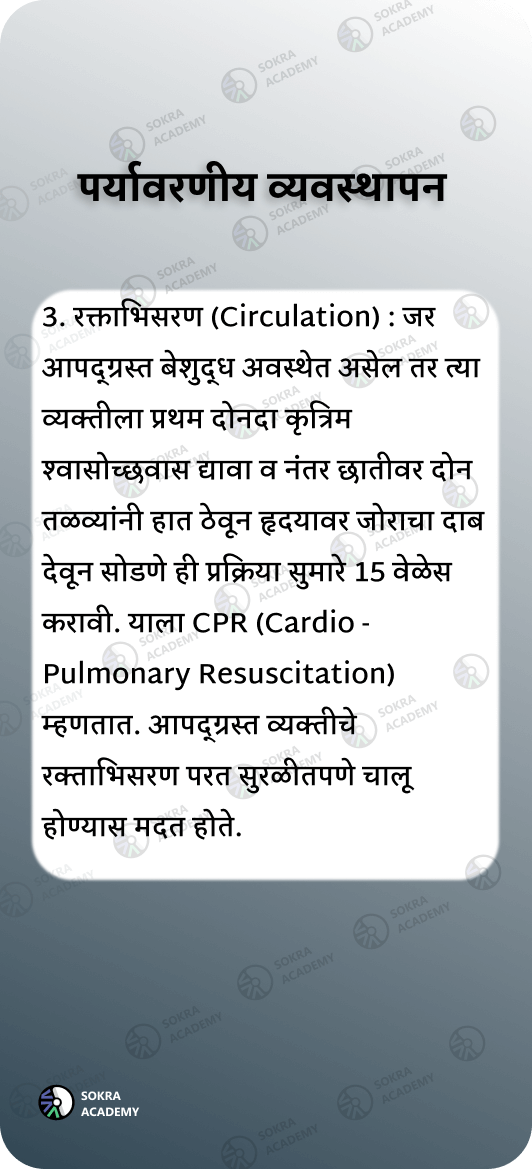 पर्यावरणीय व्यवस्थापन
3. रक्ताभिसरण (Circulation) : जर
आपद्ग्रस्त बेशुद्ध अवस्थेत असेल तर त्या
व्यक्तीला प्रथम दोनदा कृत्रिम
श्वासोच्छ्वास द्यावा व नंतर छातीवर दोन
तळव्यांनी हात ठेवून हृदयावर जोराचा दाब
देवून सोडणे ही प्रक्रिया सुमारे 15 वेळेस
करावी. याला CPR (Cardio -
Pulmonary Resuscitation)
म्हणतात. आपद्ग्रस्त व्यक्तीचे
रक्ताभिसरण परत सुरळीतपणे चालू
होण्यास मदत होते.
SOKRA
ACADEMY